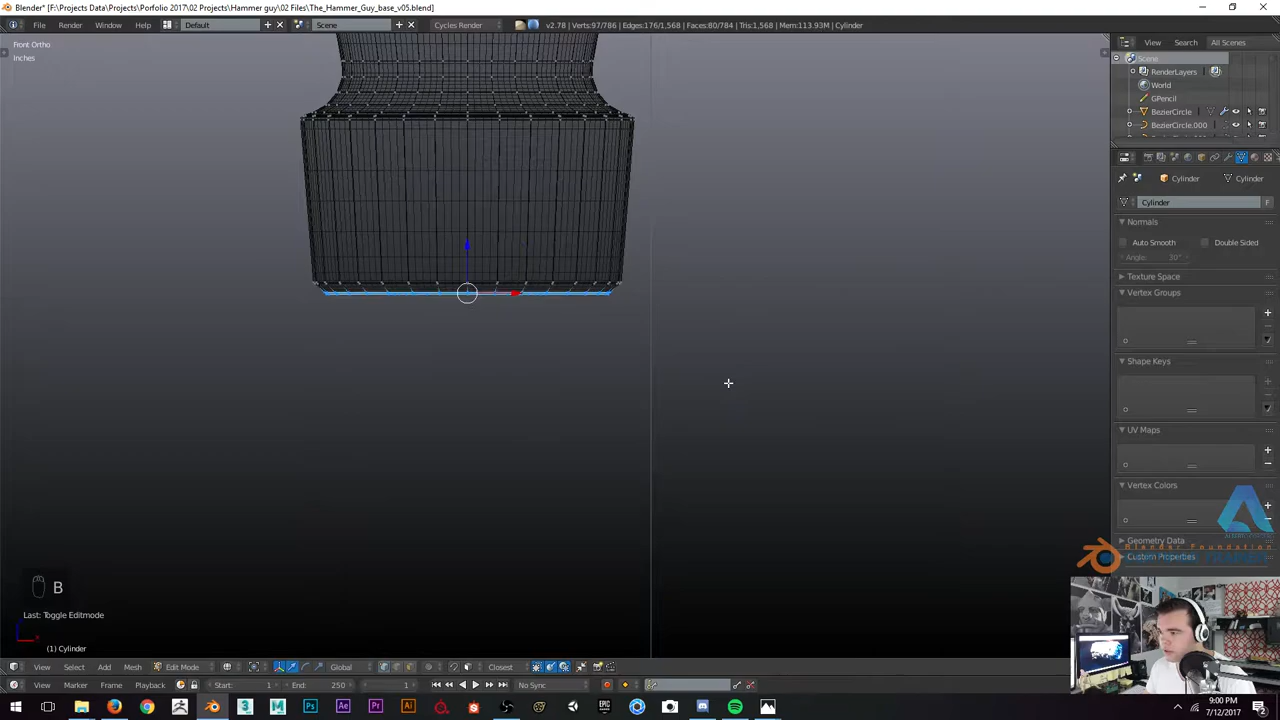 Blender* [F:\Projects Data\Projects\Porfolio 2017\02 Projects\Hammer guy\02 Files\The_Hammer_Guy_base_v05.blend]
File Render Window Help Default Scene Cycles Render v2.78 | Verts:97/786 | Edges:176/1,568 | Faces:80/784 | Tris:1,568 | Mem:113.93M | Cylinder
Front Ortho
Inches
View Search All Scenes
Scene
RenderLayers
World
GPencil
BezierCircle
BezierCircle.000
Cylinder Cylinder
Cylinder F
Normals
Auto Smooth Double Sided
Angle: 30°
Texture Space
Vertex Groups
Shape Keys
UV Maps
Vertex Colors
Geometry Data
Blender Foundation
Custom Properties
B
Last: Toggle Editmode
(1) Cylinder
View Select Add Mesh Edit Mode Global Closest
View Marker Frame Playback Start: 1 End: 250 1 No Sync
9:00 PM
7/12/2017